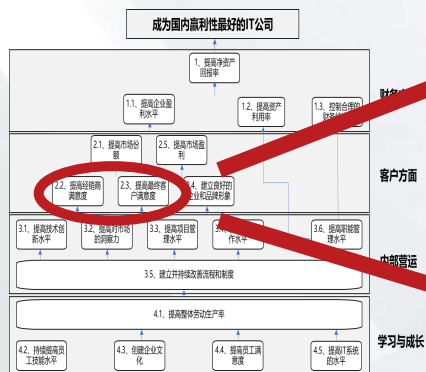 成为国内赢利性最好的IT公司
1、提高净资产
回报率
1.1、提高企业盈
利水平
1.2、提高资产
利用率
1.3、控制合理的
2.1、提高市场份
额
2.5、提高市场盈
利
客户方面
2.2、提高经销商
满意度
2.3、提高最终客
户满意度
2.4、建立良好的
企业和品牌形象
3.1、提高技术创
新水平
3.2、提高对市场
的洞察力
3.3、提高项目管
理水平
作水平
3.6、提高职能管
理水平
内部营运
3.5、建立并持续改善流程和制度
4.1、提高整体劳动生产率
学习与成长
4.2、持续提高员
工技能水平
4.3、创建企业文
化
4.4、提高员工满
意度
4.5、提高IT系统
的水平